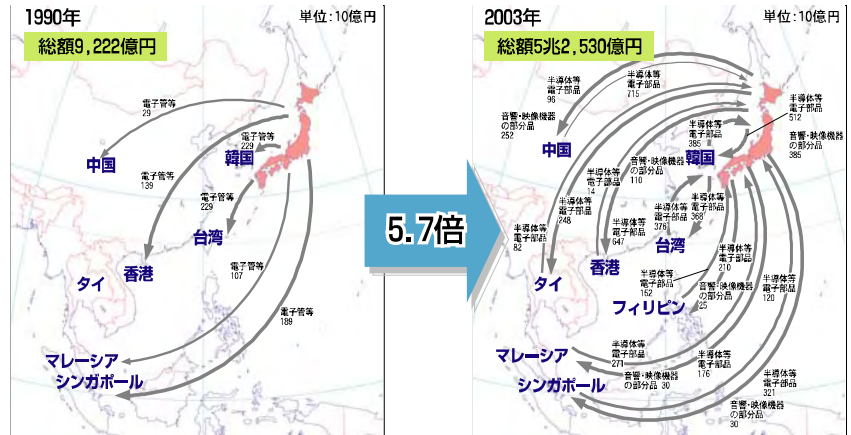 1990年
単位：10億円
総額9,222億円
電子管等
29
中国
電子管等
229
韓国
電子管等
139
電子管等
229
台湾
電子管等
107
香港
タイ
電子管等
189
マレーシア
シンガポール
5.7倍
2003年
単位：10億円
総額5兆2,530億円
半導体等
電子部品
96
半導体等
電子部品
715
音響・映像機器
の部分品
252
中国
半導体等
電子部品
512
半導体等
電子部品
385
音響・映像機器
の部分品
385
韓国
音響・映像機器
の部分品
110
半導体等
電子部品
14
半導体等
電子部品
248
半導体等
電子部品
82
半導体等
電子部品
647
半導体等
電子部品
376
半導体等
電子部品
368
台湾
香港
タイ
半導体等
電子部品
210
半導体等
電子部品
152
音響・映像機器
の部分品
25
フィリピン
半導体等
電子部品
120
マレーシア
半導体等
電子部品
271
半導体等
電子部品
176
音響・映像機器
の部分品 30
シンガポール
半導体等
電子部品
321
音響・映像機器
の部分品
30